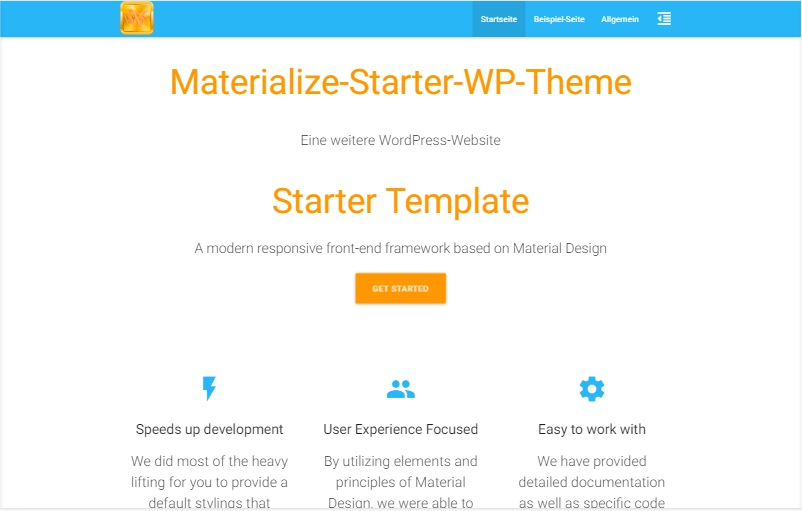 Startseite Beispiel-Seite Allgemein
Materialize-Starter-WP-Theme
Eine weitere WordPress-Website
Starter Template
A modern responsive front-end framework based on Material Design
GET STARTED
Speeds up development
We did most of the heavy
lifting for you to provide a
default stylings that
User Experience Focused
By utilizing elements and
principles of Material
Design, we were able to
Easy to work with
We have provided
detailed documentation
as well as specific code